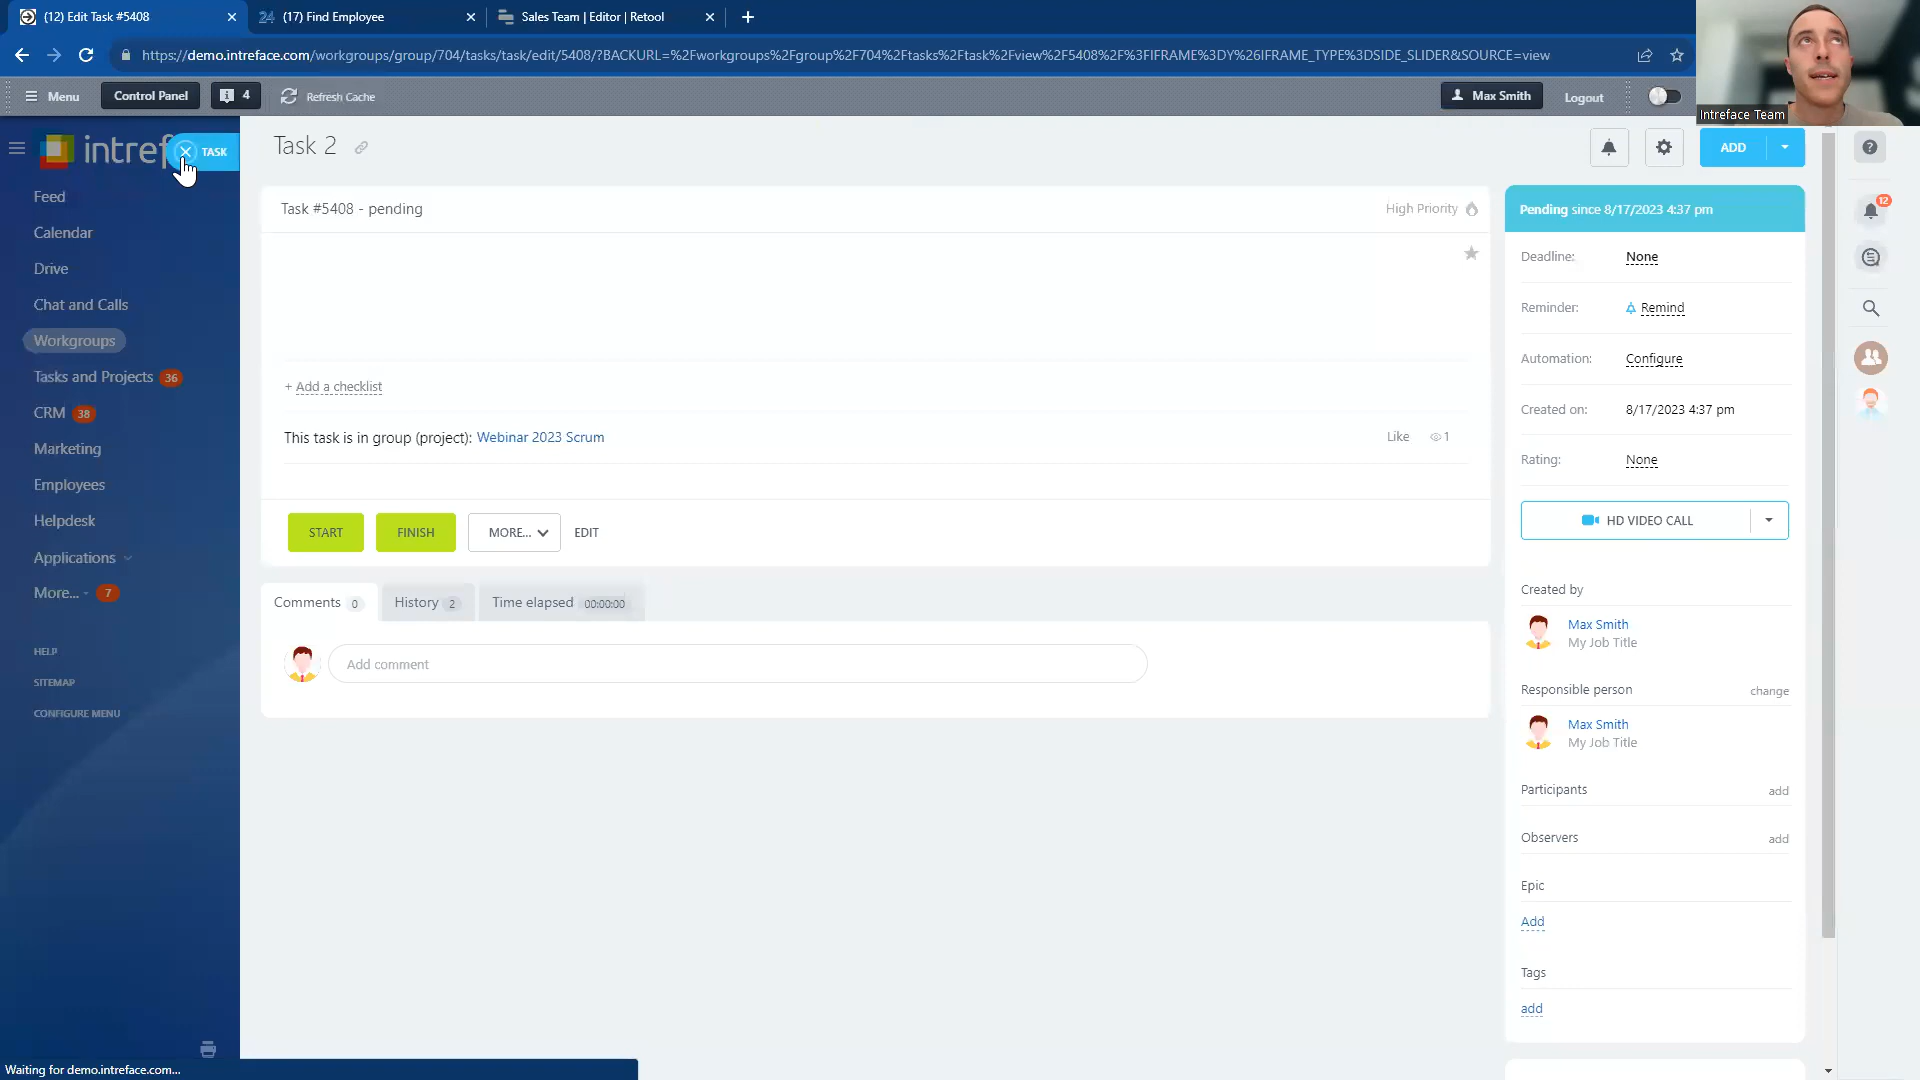 (12) Edit Task #5408
24 (17) Find Employee
Sales Team | Editor | Retool
https://demo.intreface.com/workgroups/group/704/tasks/task/edit/5408/?BACKURL=%2Fworkgroups%2Fgroup%2F704%2Ftasks%2Ftask%2Fview%2F5408%2F%3FIFRAME%3DY%26IFRAME_TYPE%3DSIDE_SLIDER&SOURCE=view
Menu
Control Panel
4
Refresh Cache
Max Smith
Logout
Intreface Team
intref
TASK
Feed
Calendar
Drive
Chat and Calls
Workgroups
Tasks and Projects 36
CRM 38
Marketing
Employees
Helpdesk
Applications
More... 7
HELP
SITEMAP
CONFIGURE MENU
Task 2
ADD
Task #5408 - pending
High Priority
+ Add a checklist
This task is in group (project): Webinar 2023 Scrum
Like
1
START
FINISH
MORE...
EDIT
Comments 0
History 2
Time elapsed 00:00:00
Add comment
Pending since 8/17/2023 4:37 pm
Deadline: None
Reminder: Remind
Automation: Configure
Created on: 8/17/2023 4:37 pm
Rating: None
HD VIDEO CALL
Created by
Max Smith
My Job Title
Responsible person change
Max Smith
My Job Title
Participants add
Observers add
Epic
Add
Tags
add
12
Waiting for demo.intreface.com...